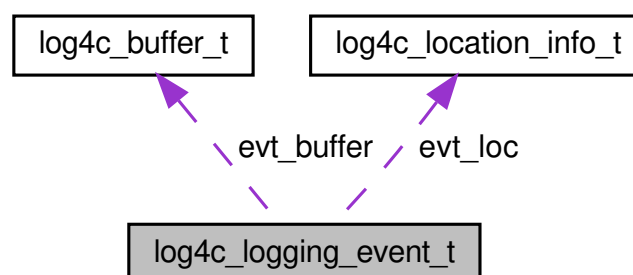 log4c_buffer_t
log4c_location_info_t
evt_buffer
evt_loc
log4c_logging_event_t